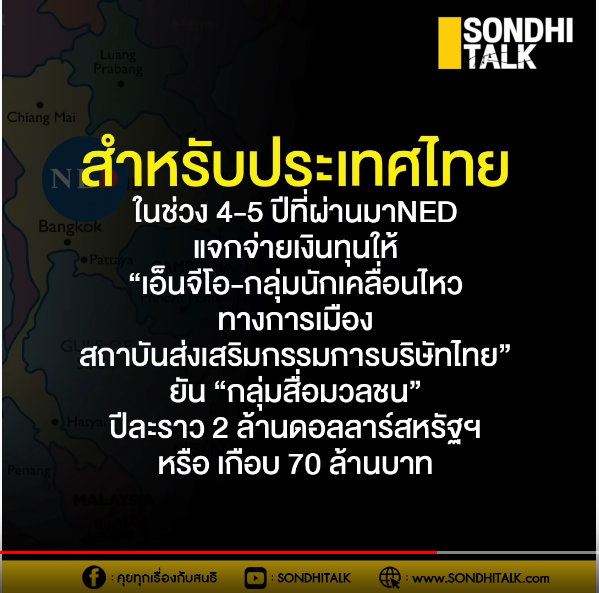 SONDHI
TALK
Luang
Prabang
Chiang Mai
สำหรับประเทศไทย
NED
ในช่วง 4-5 ปีที่ผ่านมาNED
แจกจ่ายเงินทุนให้
Bangkok
Pattaya
“เอ็นจีโอ-กลุ่มนักเคลื่อนไหว
ทางการเมือง
สถาบันส่งเสริมกรรมการบริษัทไทย”
ยัน “กลุ่มสื่อมวลชน”
ปีละราว 2 ล้านดอลลาร์สหรัฐฯ
หรือ เกือบ 70 ล้านบาท
Penang
MALAYSIA
: คุยทุกเรื่องกับสนธิ : SONDHITALK : www.SONDHITALK.com